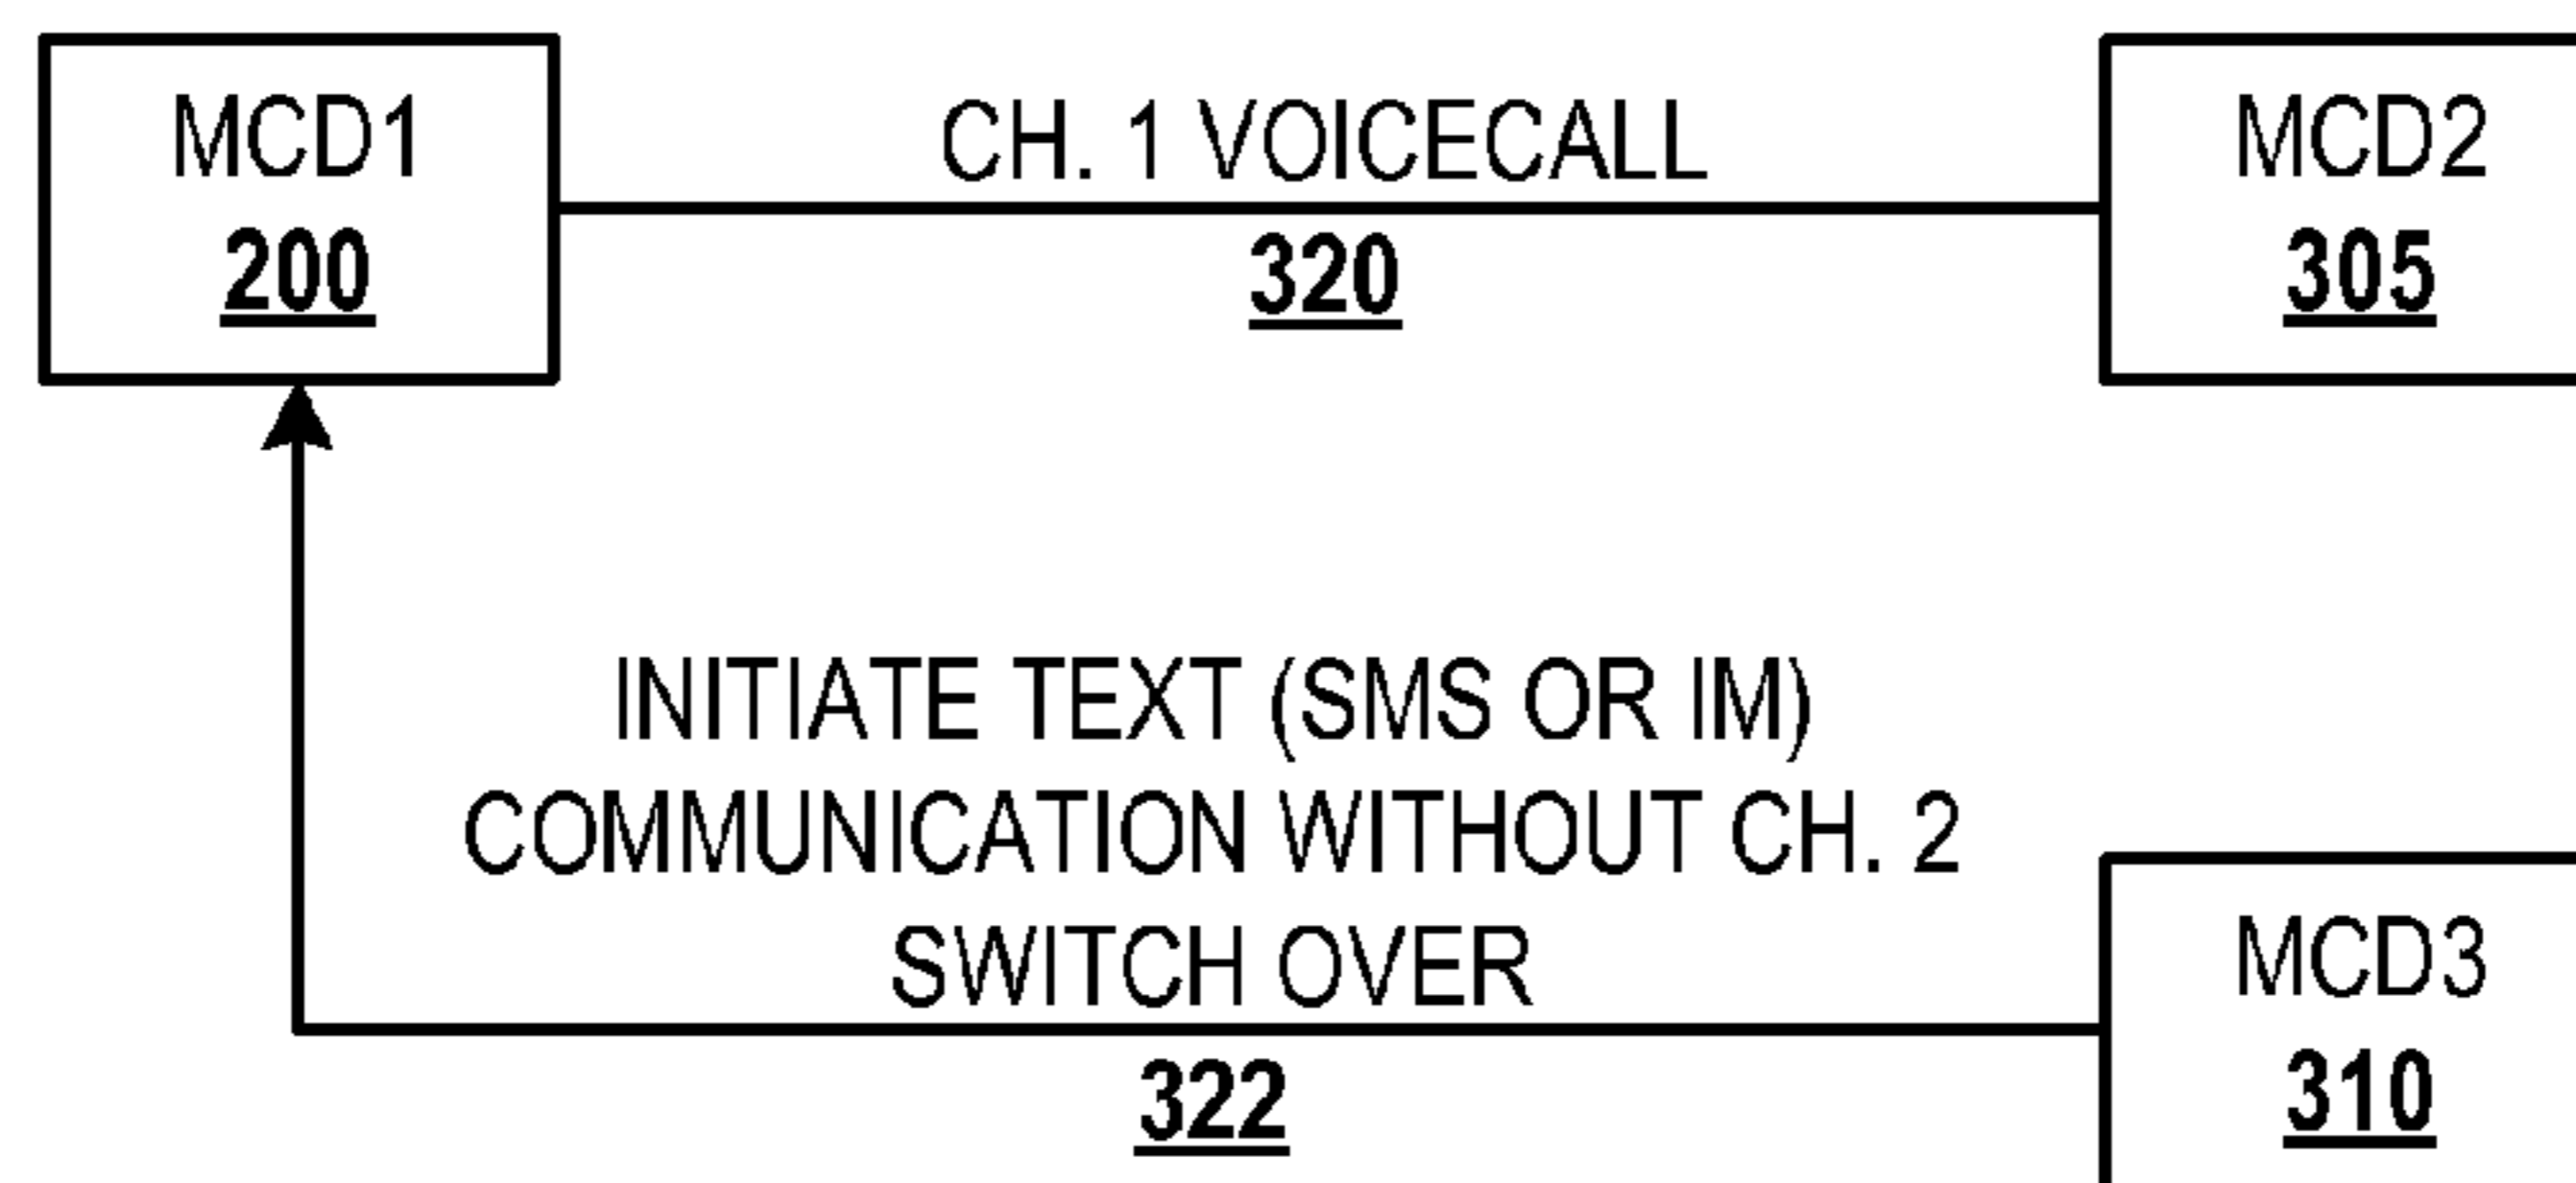 MCD1
200
CH. 1 VOICECALL
320
MCD2
305
INITIATE TEXT (SMS OR IM)
COMMUNICATION WITHOUT CH. 2
SWITCH OVER
322
MCD3
310